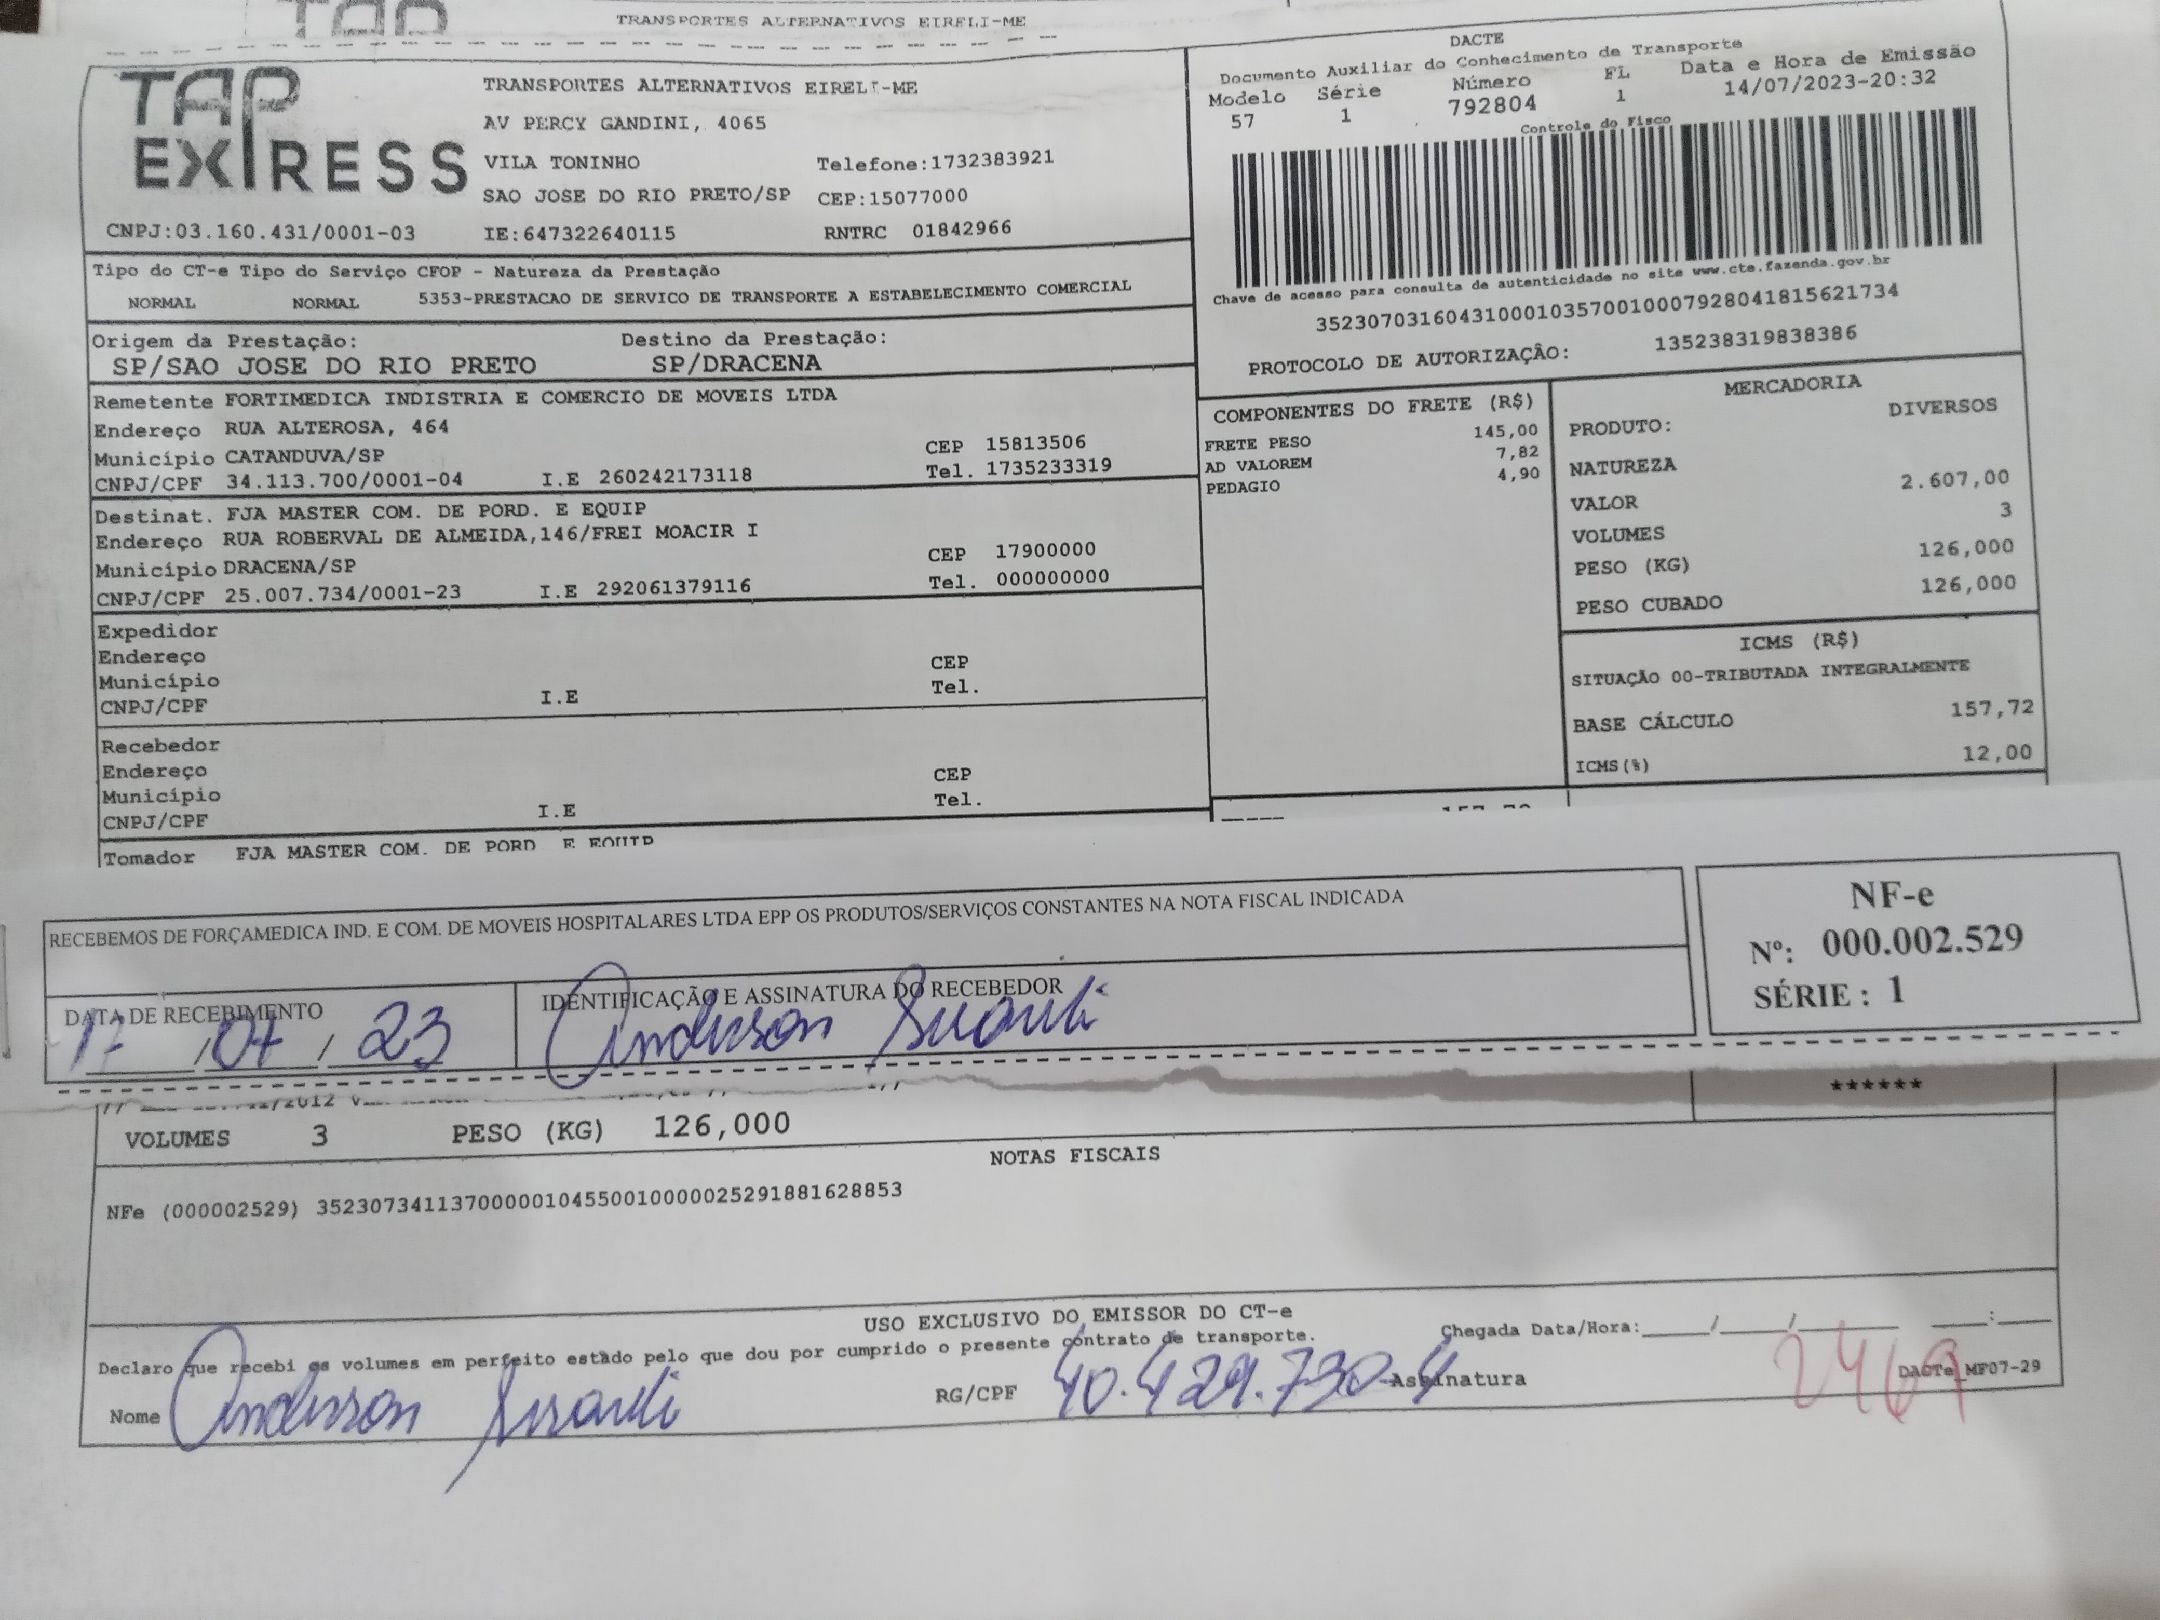 TRANSPORTES ALTERNATIVOS EIRELI-ME
TAP EXPRESS
TRANSPORTES ALTERNATIVOS EIRELI-ME
AV PERCY GANDINI, 4065
VILA TONINHO Telefone:1732383921
SAO JOSE DO RIO PRETO/SP CEP:15077000
CNPJ:03.160.431/0001-03 IE:647322640115 RNTRC 01842966
DACTE
Documento Auxiliar do Conhecimento de Transporte
Modelo Série Número FL Data e Hora de Emissão
57 1 792804 1 14/07/2023-20:32
Controle do Fisco
Chave de acesso para consulta de autenticidade no site www.cte.fazenda.gov.br
35230703160431000103570010007928041815621734
PROTOCOLO DE AUTORIZAÇÃO: 135238319838386
Tipo do CT-e Tipo do Serviço CFOP - Natureza da Prestação
NORMAL NORMAL 5353-PRESTACAO DE SERVICO DE TRANSPORTE A ESTABELECIMENTO COMERCIAL
Origem da Prestação: Destino da Prestação:
SP/SAO JOSE DO RIO PRETO SP/DRACENA
Remetente FORTIMEDICA INDISTRIA E COMERCIO DE MOVEIS LTDA
Endereço RUA ALTEROSA, 464
Município CATANDUVA/SP CEP 15813506
CNPJ/CPF 34.113.700/0001-04 I.E 260242173118 Tel. 1735233319
Destinat. FJA MASTER COM. DE PORD. E EQUIP
Endereço RUA ROBERVAL DE ALMEIDA,146/FREI MOACIR I
Município DRACENA/SP CEP 17900000
CNPJ/CPF 25.007.734/0001-23 I.E 292061379116 Tel. 000000000
Expedidor
Endereço
Município CEP
CNPJ/CPF I.E Tel.
Recebedor
Endereço
Município CEP
CNPJ/CPF I.E Tel.
Tomador FJA MASTER COM. DE PORD. E EQUIP
COMPONENTES DO FRETE (R$)
FRETE PESO 145,00
AD VALOREM 7,82
PEDAGIO 4,90
MERCADORIA
PRODUTO: DIVERSOS
NATUREZA
VALOR 2.607,00
VOLUMES 3
PESO (KG) 126,000
PESO CUBADO 126,000
ICMS (R$)
SITUAÇÃO 00-TRIBUTADA INTEGRALMENTE
BASE CÁLCULO 157,72
ICMS(%) 12,00
RECEBEMOS DE FORÇAMEDICA IND. E COM. DE MOVEIS HOSPITALARES LTDA EPP OS PRODUTOS/SERVIÇOS CONSTANTES NA NOTA FISCAL INDICADA
DATA DE RECEBIMENTO IDENTIFICAÇÃO E ASSINATURA DO RECEBEDOR
17/07/23 Anderson
NF-e
Nº: 000.002.529
SÉRIE : 1
******
VOLUMES 3 PESO (KG) 126,000
NOTAS FISCAIS
NFe (000002529) 35230734113700000104550010000025291881628853
USO EXCLUSIVO DO EMISSOR DO CT-e
Declaro que recebi os volumes em perfeito estado pelo que dou por cumprido o presente contrato de transporte. Chegada Data/Hora:____/____/____ ____:____
Nome Anderson RG/CPF 40.429.730-4 Assinatura DACTe_MF07-29
2469